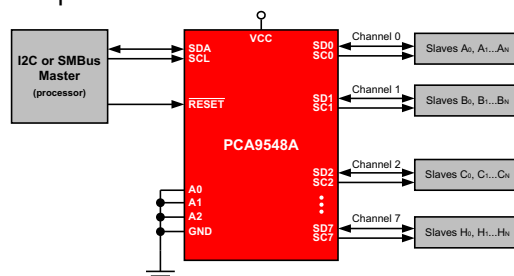 VCC
I2C or SMBus
Master
(processor)
SDA
SCL
RESET
PCA9548A
A0
A1
A2
GND
SD0
SC0
SD1
SC1
SD2
SC2
SD7
SC7
Channel 0
Slaves A0, A1...AN
Channel 1
Slaves B0, B1...BN
Channel 2
Slaves C0, C1...CN
Channel 7
Slaves H0, H1...HN